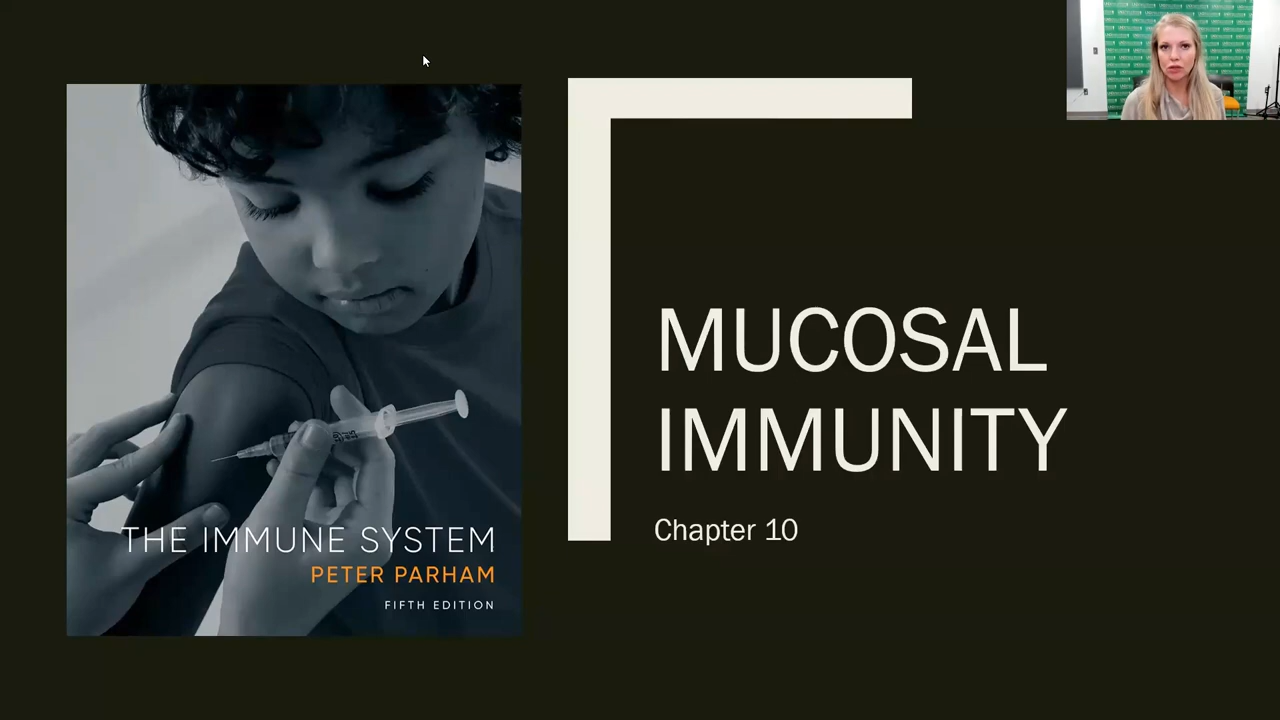 THE IMMUNE SYSTEM
PETER PARHAM
FIFTH EDITION
MUCOSAL
IMMUNITY
Chapter 10